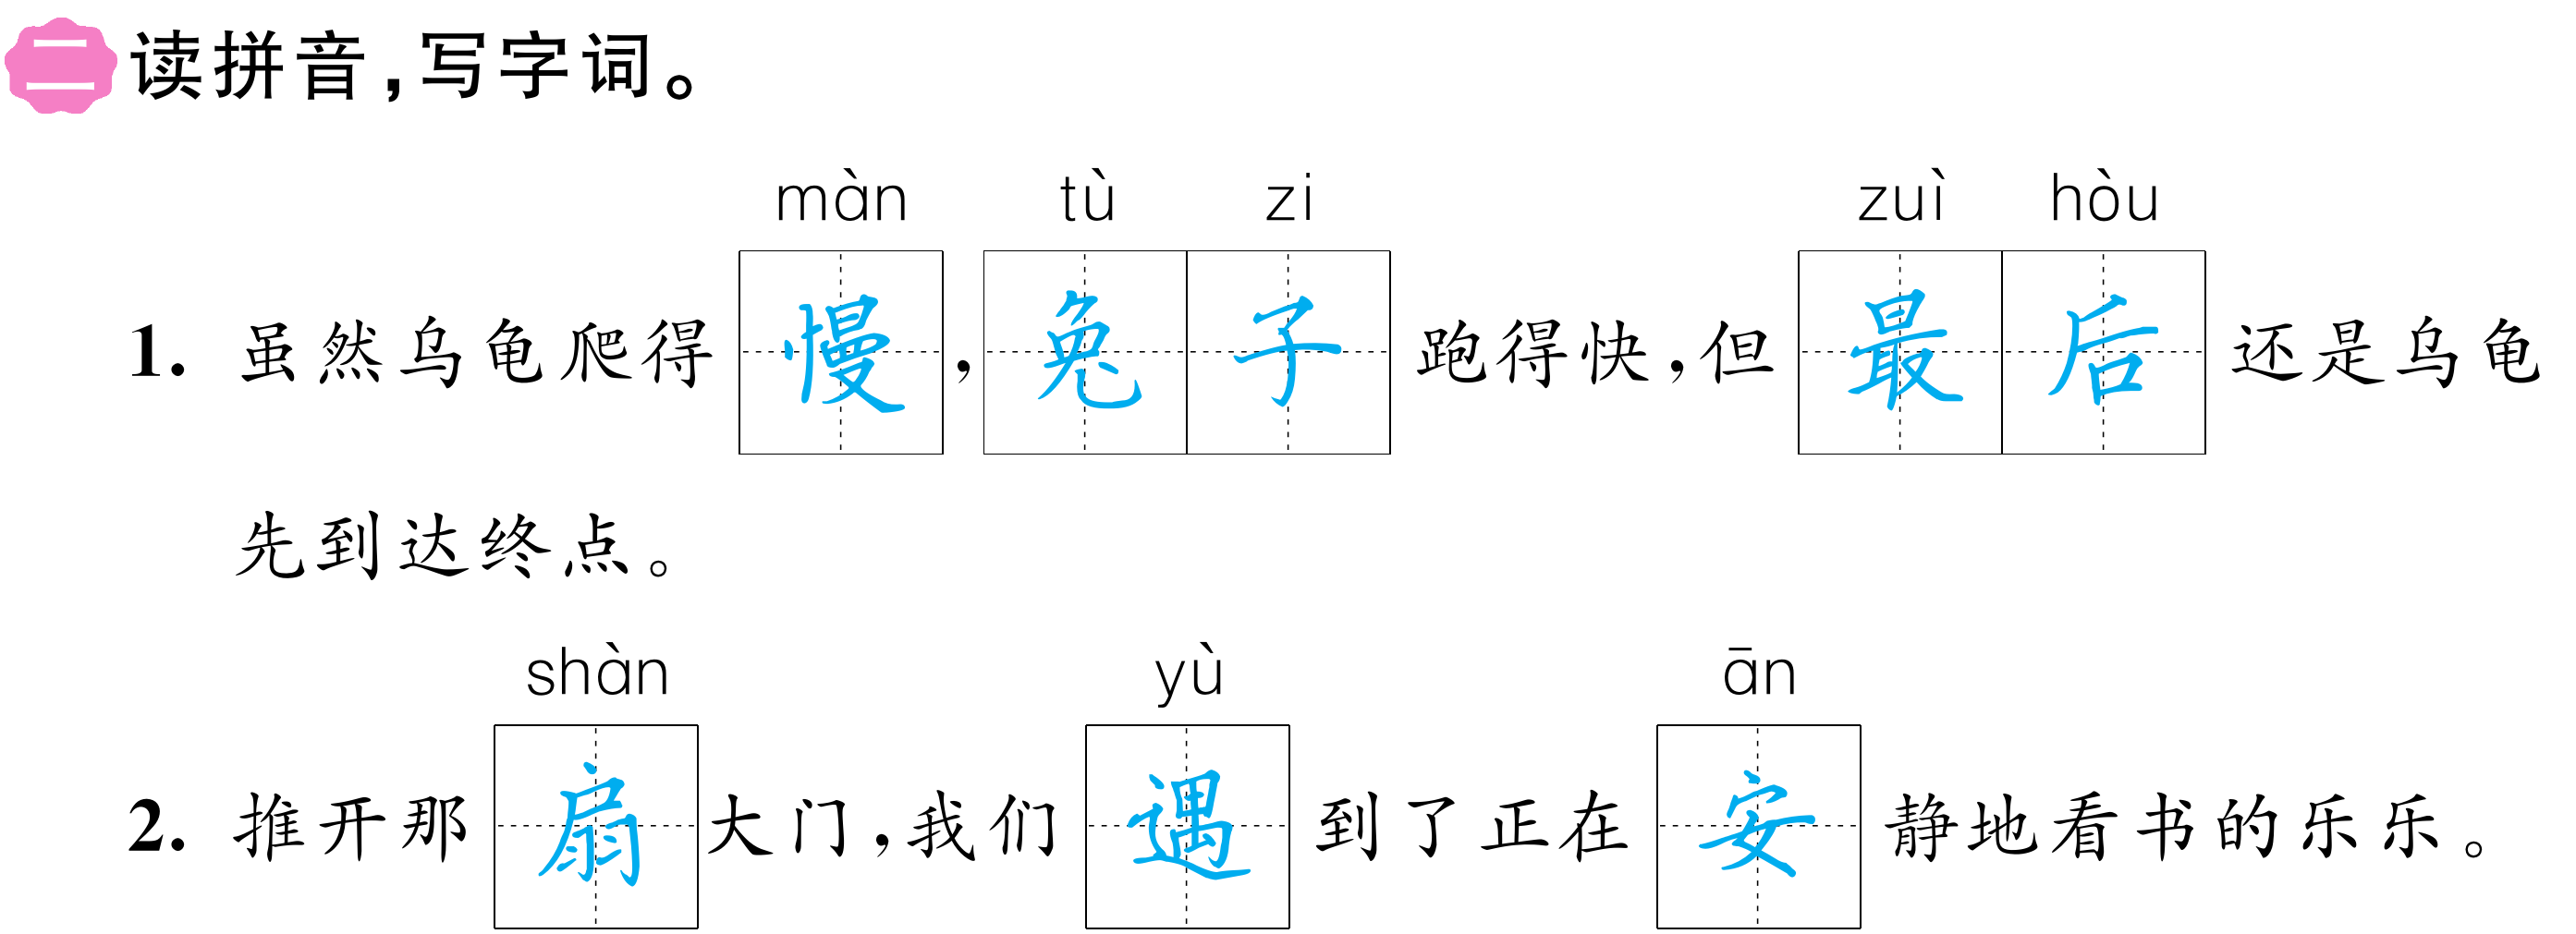 二 读拼音,写字词。
màn tù zi zuì hòu
1. 虽然乌龟爬得慢,兔子跑得快,但最后还是乌龟
先到达终点。
shàn yù ān
2. 推开那扇大门,我们遇到了正在安静地看书的乐乐。